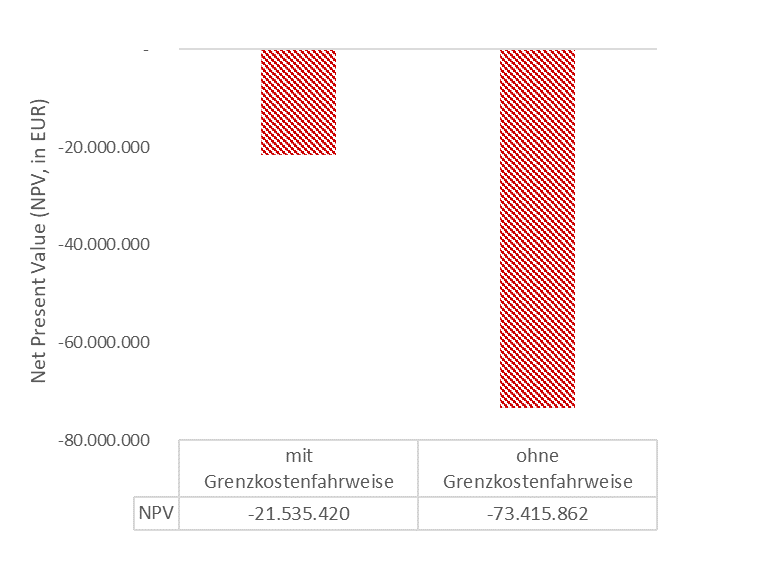 -
-20.000.000
-40.000.000
-60.000.000
-80.000.000
Net Present Value (NPV, in EUR)
mit
Grenzkostenfahrweise
ohne
Grenzkostenfahrweise
NPV -21.535.420 -73.415.862